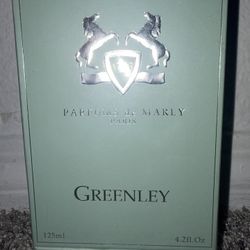 PARFUMS de MARLY
PARIS
GREENLEY
125ml 4.2fl.Oz